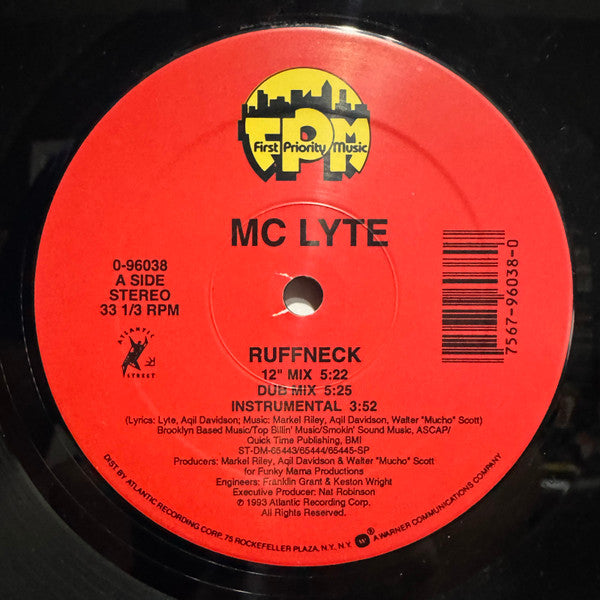 FPM
First Priority Music
MC LYTE
0-96038
A SIDE
STEREO
33 1/3 RPM
7567-96038-0
ATLANTIC
STREET
RUFFNECK
12" MIX 5:22
DUB MIX 5:25
INSTRUMENTAL 3:52
(Lyrics: Lyte, Aqil Davidson; Music: Markel Riley, Aqil Davidson, Walter "Mucho" Scott)
Brooklyn Based Music/Top Billin' Music/Smokin' Sound Music, ASCAP/
Quick Time Publishing, BMI
ST-DM-65443/65444/65445-SP
Producers: Markel Riley, Aqil Davidson & Walter "Mucho" Scott
for Funky Mama Productions
Engineers: Franklin Grant & Keston Wright
Executive Producer: Nat Robinson
℗ 1993 Atlantic Recording Corp.
All Rights Reserved.
DIST. BY ATLANTIC RECORDING CORP., 75 ROCKEFELLER PLAZA, N.Y., N.Y. W ® A WARNER COMMUNICATIONS COMPANY